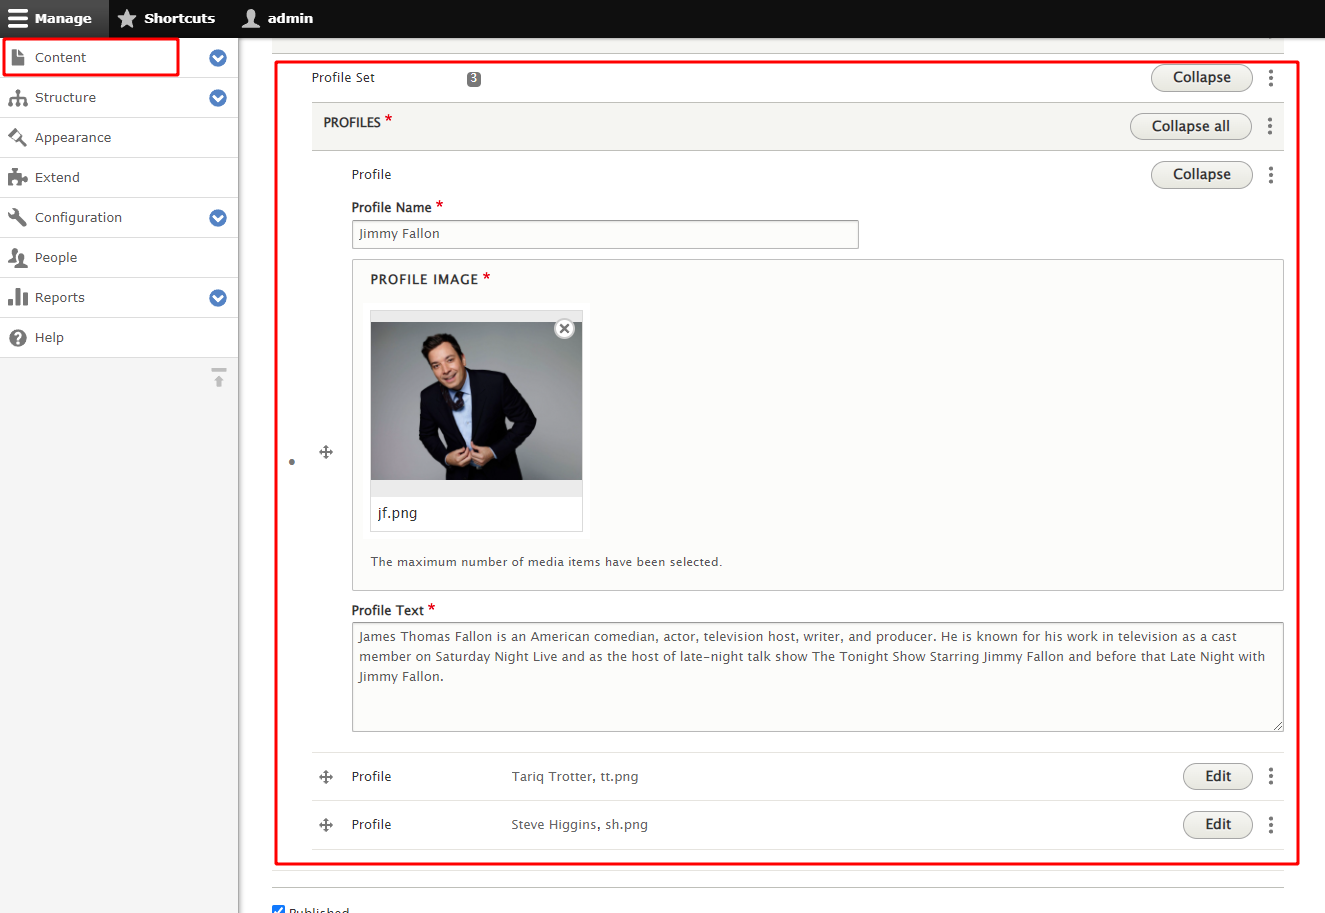 Manage Shortcuts admin
Content
Structure
Appearance
Extend
Configuration
People
Reports
Help
Profile Set 3 Collapse
PROFILES * Collapse all
Profile Collapse
Profile Name *
Jimmy Fallon
PROFILE IMAGE *
jf.png
The maximum number of media items have been selected.
Profile Text *
James Thomas Fallon is an American comedian, actor, television host, writer, and producer. He is known for his work in television as a cast
member on Saturday Night Live and as the host of late-night talk show The Tonight Show Starring Jimmy Fallon and before that Late Night with
Jimmy Fallon.
Profile Tariq Trotter, tt.png Edit
Profile Steve Higgins, sh.png Edit
Published